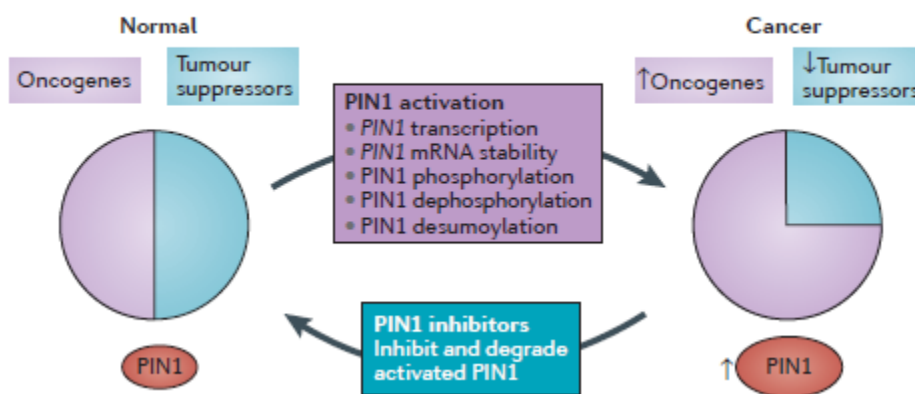 Normal
Cancer
Oncogenes
Tumour
suppressors
↑Oncogenes
↓Tumour
suppressors
PIN1 activation
• PIN1 transcription
• PIN1 mRNA stability
• PIN1 phosphorylation
• PIN1 dephosphorylation
• PIN1 desumoylation
PIN1 inhibitors
Inhibit and degrade
activated PIN1
PIN1
↑ PIN1